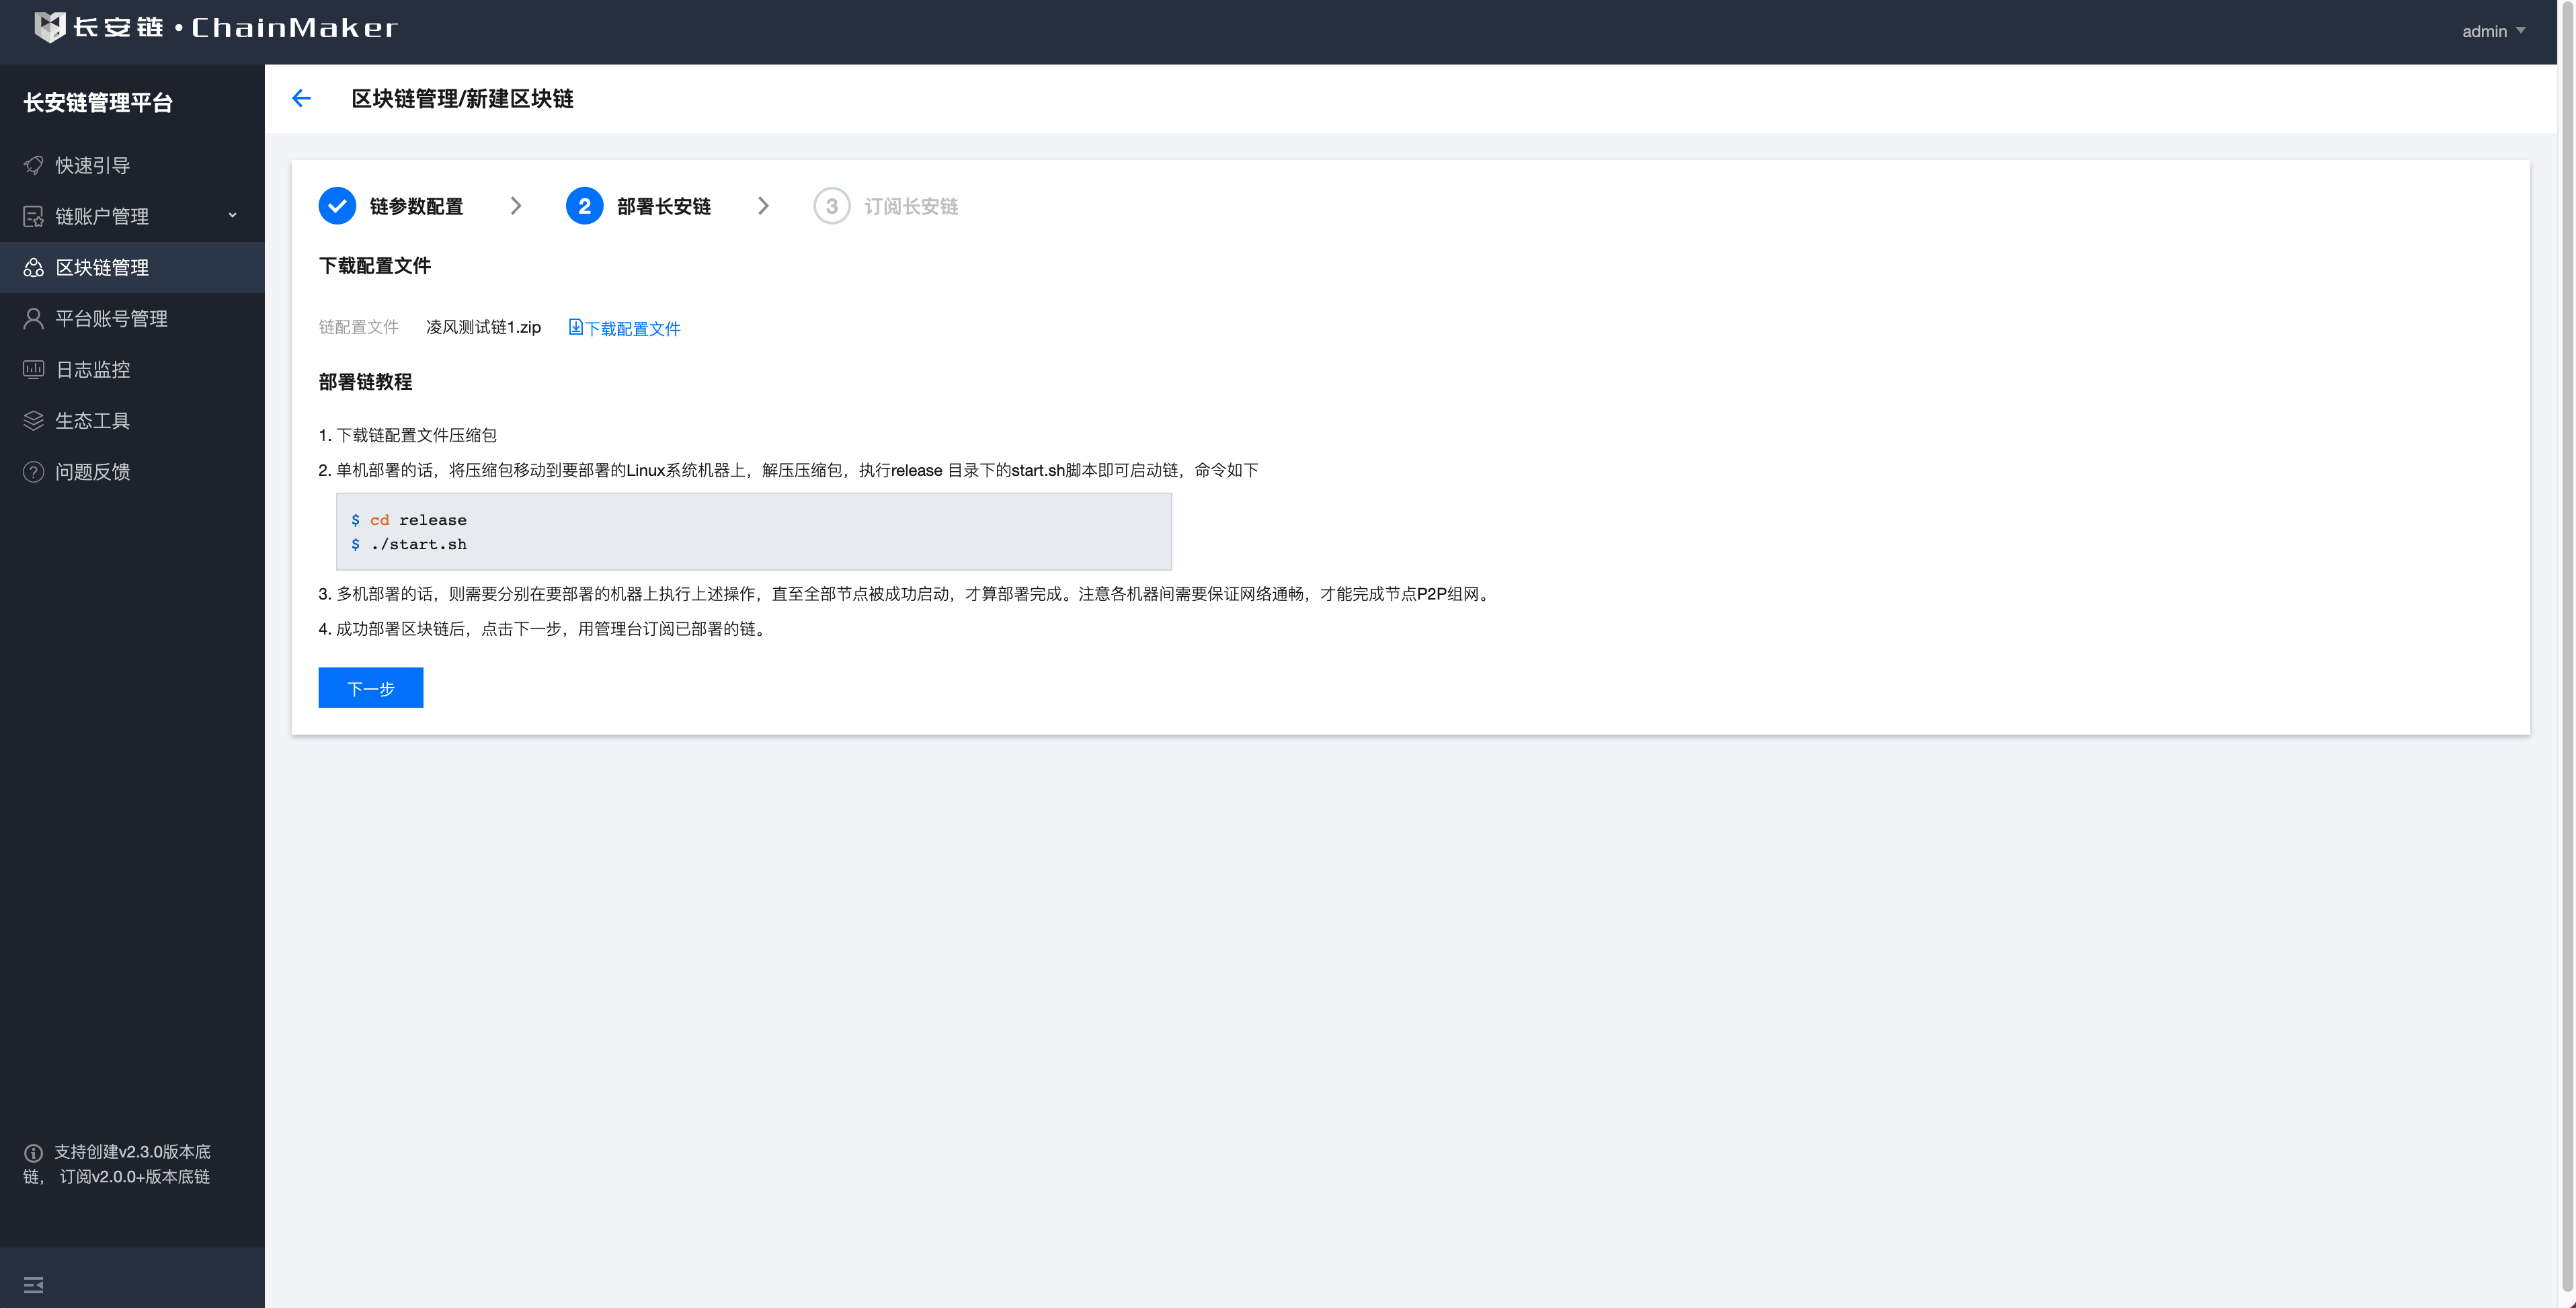 长安链·ChainMaker
admin
长安链管理平台
快速引导
链账户管理
区块链管理
平台账号管理
日志监控
生态工具
问题反馈
支持创建v2.3.0版本底
链， 订阅v2.0.0+版本底链
区块链管理/新建区块链
链参数配置
2 部署长安链
3 订阅长安链
下载配置文件
链配置文件 凌风测试链1.zip 下载配置文件
部署链教程
1. 下载链配置文件压缩包
2. 单机部署的话，将压缩包移动到要部署的Linux系统机器上，解压压缩包，执行release 目录下的start.sh脚本即可启动链，命令如下
$ cd release
$ ./start.sh
3. 多机部署的话，则需要分别在要部署的机器上执行上述操作，直至全部节点被成功启动，才算部署完成。注意各机器间需要保证网络通畅，才能完成节点P2P组网。
4. 成功部署区块链后，点击下一步，用管理台订阅已部署的链。
下一步